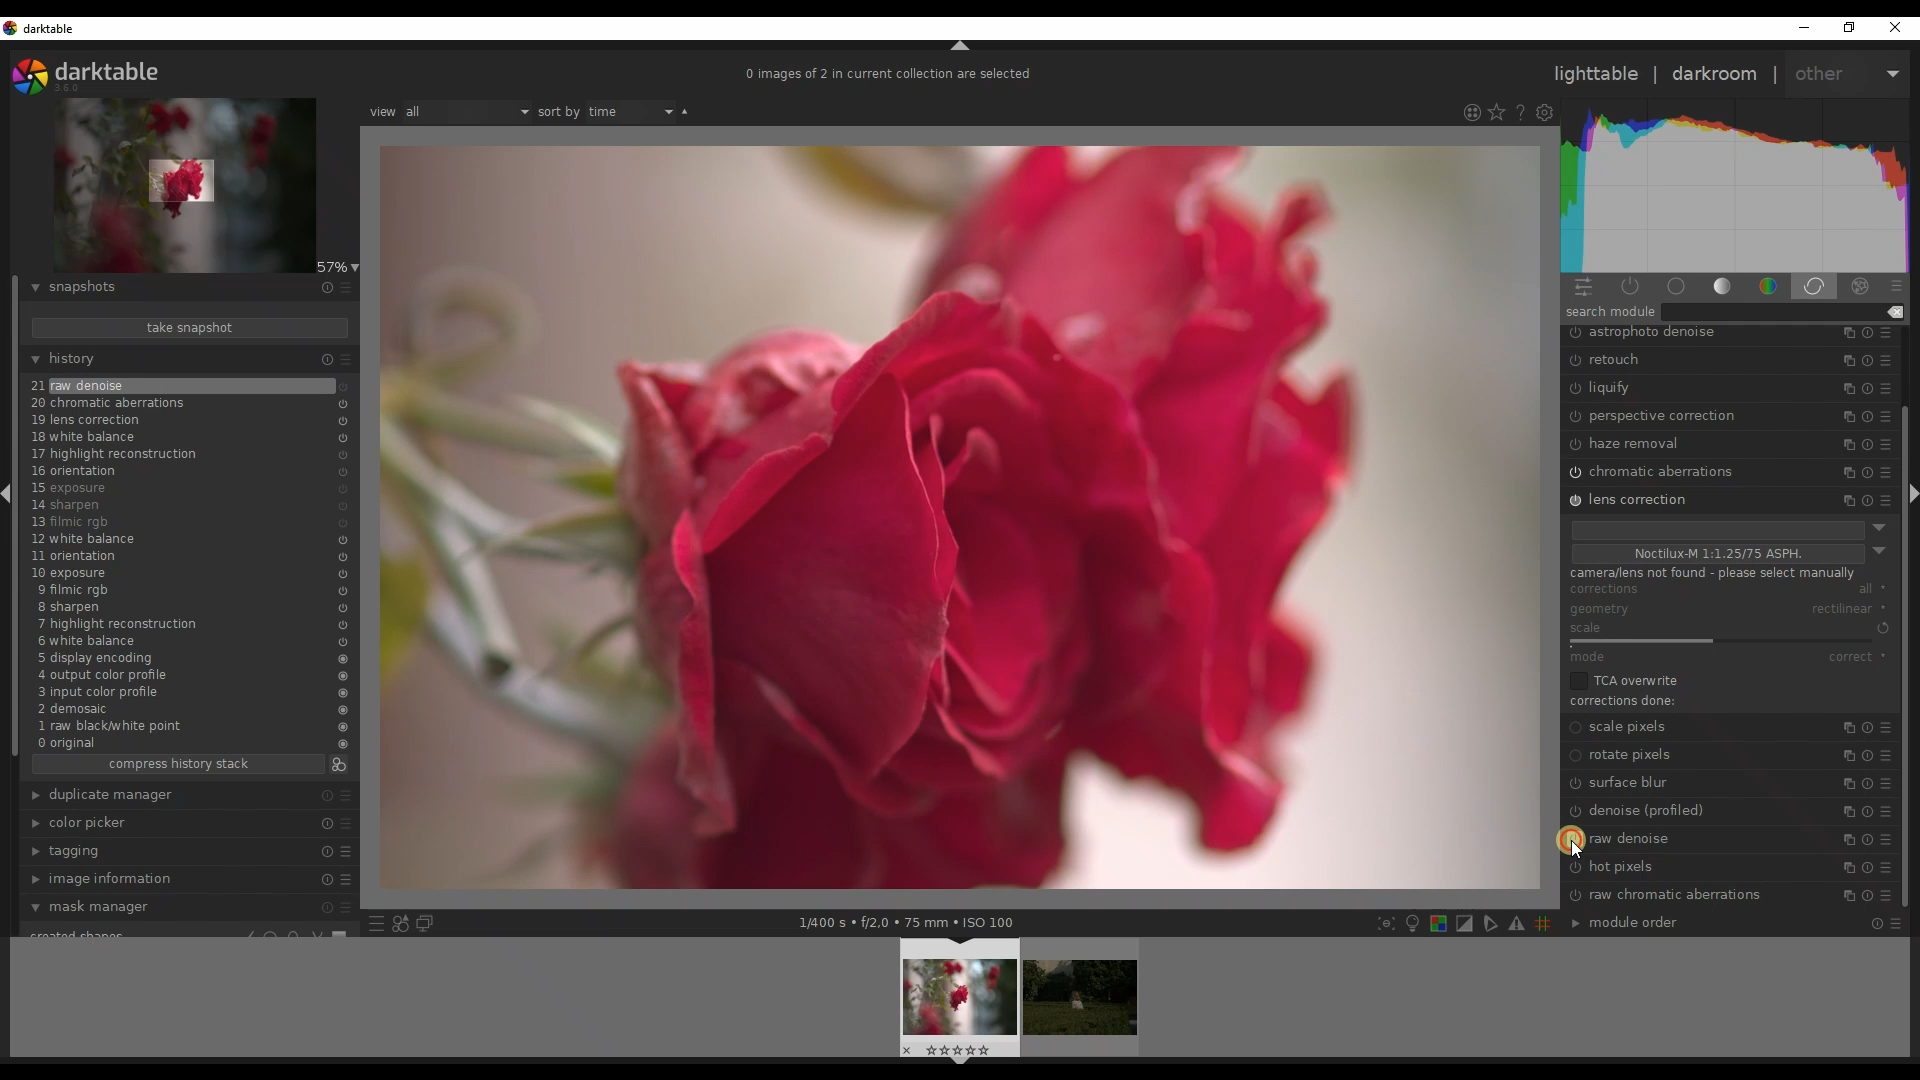 darktable
darktable
3.6.0
0 images of 2 in current collection are selected
lighttable | darkroom | other
view all sort by time
57%
snapshots
take snapshot
history
21 raw denoise
20 chromatic aberrations
19 lens correction
18 white balance
17 highlight reconstruction
16 orientation
15 exposure
14 sharpen
13 filmic rgb
12 white balance
11 orientation
10 exposure
9 filmic rgb
8 sharpen
7 highlight reconstruction
6 white balance
5 display encoding
4 output color profile
3 input color profile
2 demosaic
1 raw black/white point
0 original
compress history stack
duplicate manager
color picker
tagging
image information
mask manager
created shapes
1/400 s • f/2,0 • 75 mm • ISO 100
search module
astrophoto denoise
retouch
liquify
perspective correction
haze removal
chromatic aberrations
lens correction
Noctilux-M 1:1.25/75 ASPH.
camera/lens not found - please select manually
corrections all
geometry rectilinear
scale
mode correct
TCA overwrite
corrections done:
scale pixels
rotate pixels
surface blur
denoise (profiled)
raw denoise
hot pixels
raw chromatic aberrations
module order